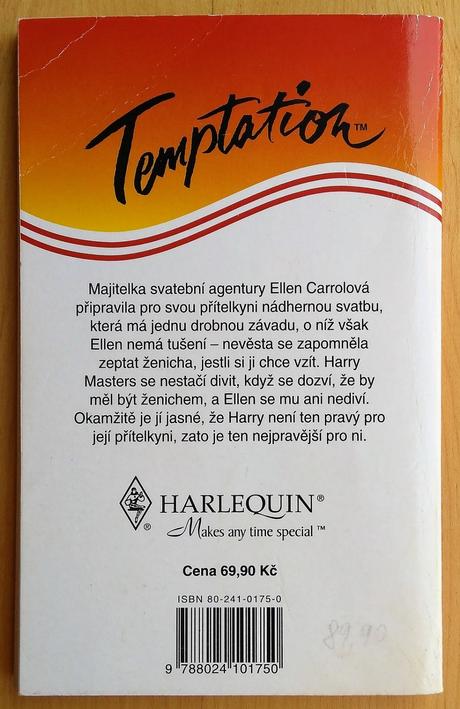 Temptation™
Majitelka svatební agentury Ellen Carrolová
připravila pro svou přítelkyni nádhernou svatbu,
která má jednu drobnou závadu, o níž však
Ellen nemá tušení – nevěsta se zapomněla
zeptat ženicha, jestli si ji chce vzít. Harry
Masters se nestačí divit, když se dozví, že by
měl být ženichem, a Ellen se mu ani nediví.
Okamžitě je jí jasné, že Harry není ten pravý pro
její přítelkyni, zato je ten nejpravější pro ni.
HARLEQUIN®
®
Makes any time special™
Cena 69,90 Kč
ISBN 80-241-0175-0
89,90
9 788024 101750